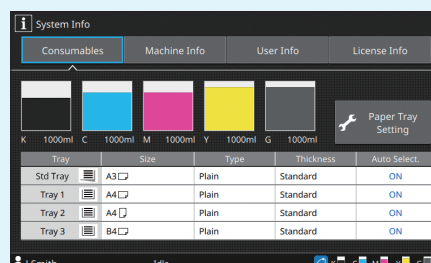 i System Info
Consumables Machine Info User Info License Info
K 1000ml C 1000ml M 1000ml Y 1000ml G 1000ml
Paper Tray
Setting
Tray Size Type Thickness Auto Select.
Std Tray A3 Plain Standard ON
Tray 1 A4 Plain Standard ON
Tray 2 A4 Plain Standard ON
Tray 3 B4 Plain Standard ON
J.Smith Idle K C M Y G